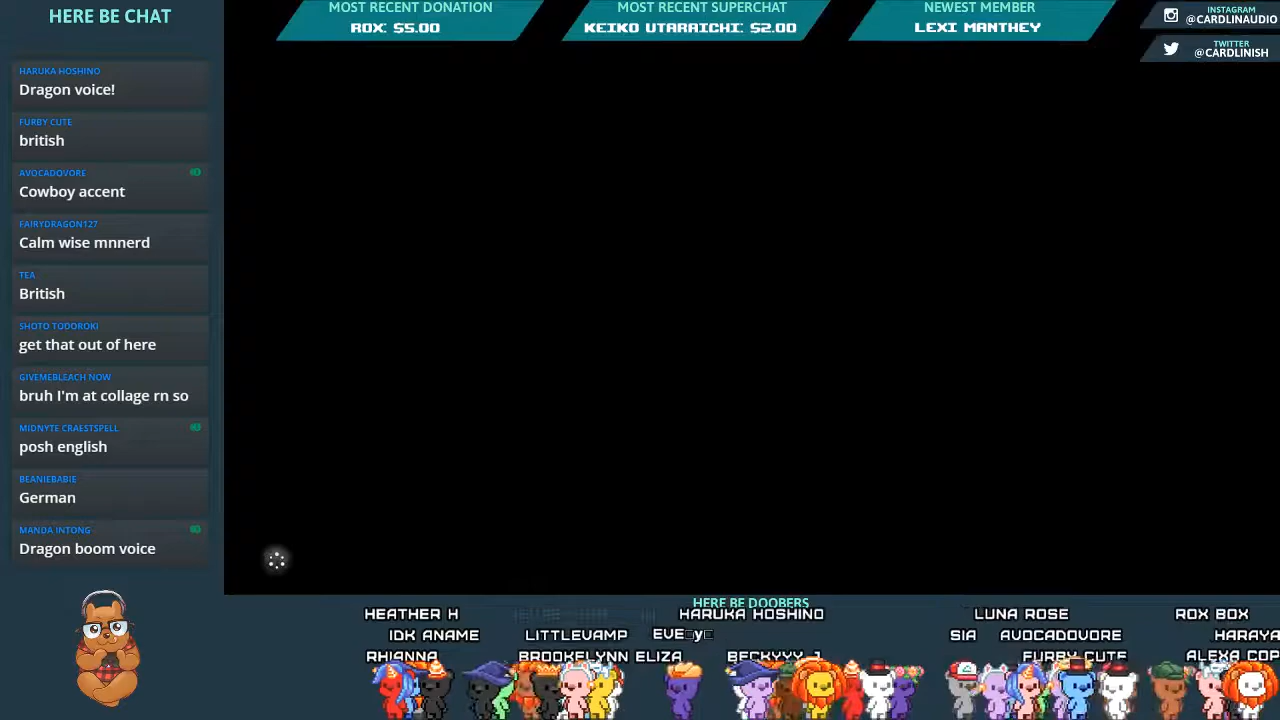 HERE BE CHAT
MOST RECENT DONATION
ROX: $5.00
MOST RECENT SUPERCHAT
KEIKO UTARAICHI: $2.00
NEWEST MEMBER
LEXI MANTHEY
INSTAGRAM
@CARDLINAUDIO
TWITTER
@CARDLINISH
HARUKA HOSHINO
Dragon voice!
FURBY CUTE
british
AVOCADOVORE
Cowboy accent
FAIRYDRAGON127
Calm wise mnnerd
TEA
British
SHOTO TODOROKI
get that out of here
GIVEMEBLEACH NOW
bruh I'm at collage rn so
MIDNYTE CRAESTSPELL
posh english
BEANIEBABIE
German
MANDA INTONG
Dragon boom voice
HERE BE DOOBERS
HEATHER H HARUKA HOSHINO LUNA ROSE ROX BOX
IDK ANAME LITTLEVAMP SIA AVOCADOVORE HARAYA
RHIANNA BROOKELYNN ELIZA BECKYYY J FURBY CUTE ALEXA COP